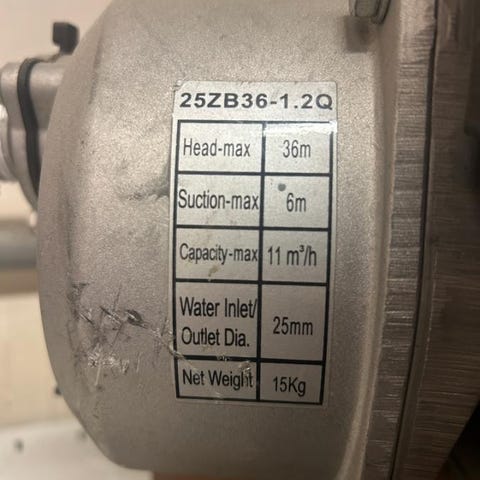 25ZB36-1.2Q
Head-max 36m
Suction-max 6m
Capacity-max 11 m³/h
Water Inlet/
Outlet Dia. 25mm
Net Weight 15Kg